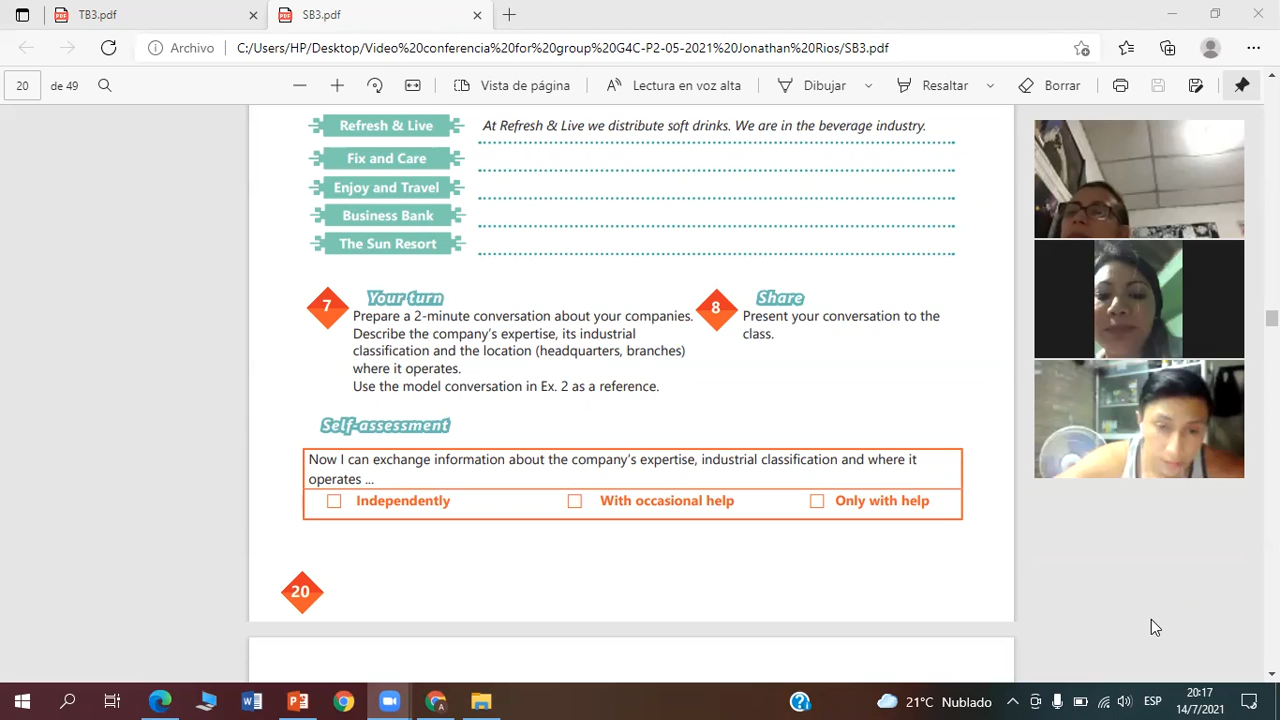 TB3.pdf
SB3.pdf
Archivo
C:/Users/HP/Desktop/Video%20conferencia%20for%20group%20G4C-P2-05-2021%20Jonathan%20Rios/SB3.pdf
20
de 49
Vista de página
Lectura en voz alta
Dibujar
Resaltar
Borrar
Refresh & Live
At Refresh & Live we distribute soft drinks. We are in the beverage industry.
Fix and Care
Enjoy and Travel
Business Bank
The Sun Resort
7
Your turn
Prepare a 2-minute conversation about your companies.
Describe the company's expertise, its industrial
classification and the location (headquarters, branches)
where it operates.
Use the model conversation in Ex. 2 as a reference.
8
Share
Present your conversation to the
class.
Self-assessment
Now I can exchange information about the company's expertise, industrial classification and where it
operates ...
Independently
With occasional help
Only with help
20
21°C Nublado
ESP
20:17
14/7/2021